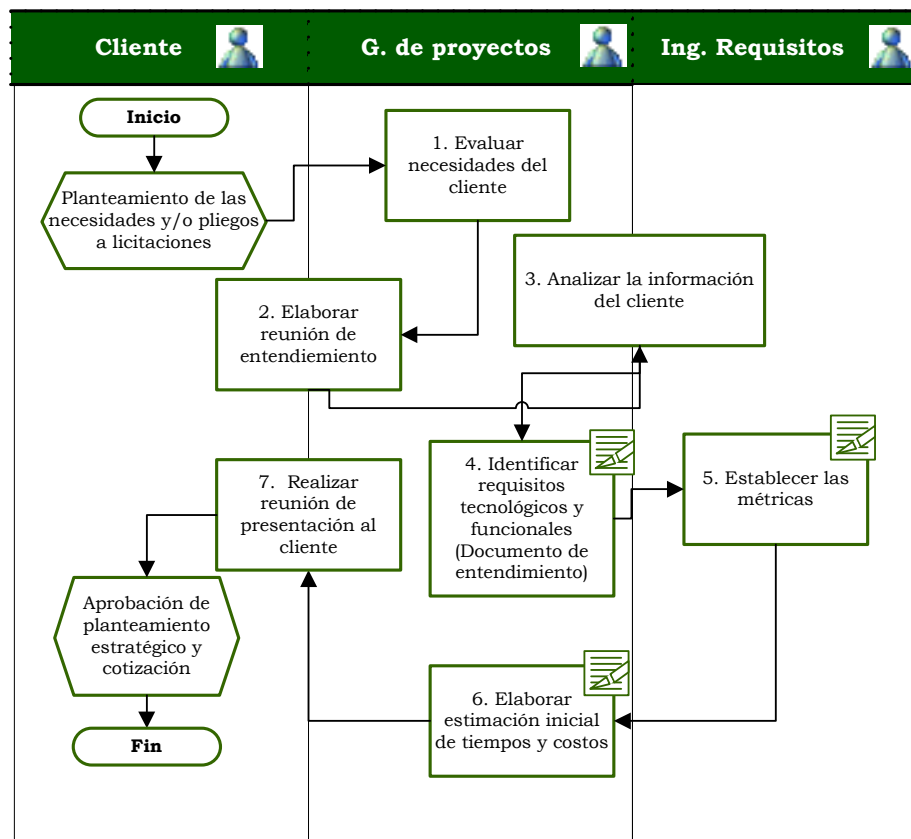 Cliente
G. de proyectos
Ing. Requisitos
Inicio
Planteamiento de las
necesidades y/o pliegos
a licitaciones
1. Evaluar
necesidades del
cliente
2. Elaborar
reunión de
entendiemiento
3. Analizar la información
del cliente
4. Identificar
requisitos
tecnológicos y
funcionales
(Documento de
entendimiento)
5. Establecer las
métricas
6. Elaborar
estimación inicial
de tiempos y costos
7. Realizar
reunión de
presentación al
cliente
Aprobación de
planteamiento
estratégico y
cotización
Fin